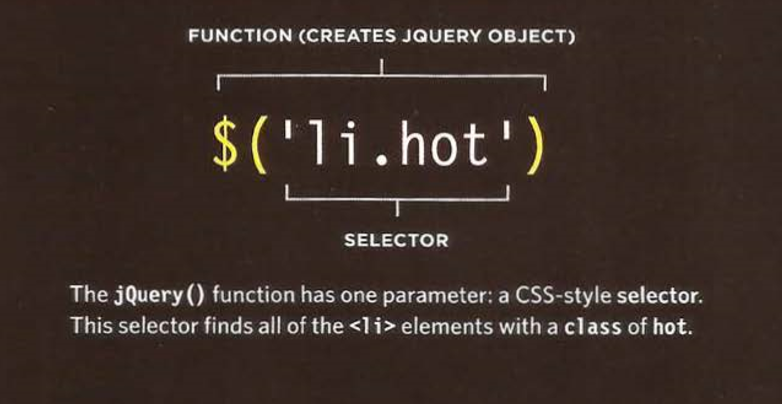 FUNCTION (CREATES JQUERY OBJECT)
$('li.hot')
SELECTOR
The jQuery() function has one parameter: a CSS-style selector.
This selector finds all of the <li> elements with a class of hot.